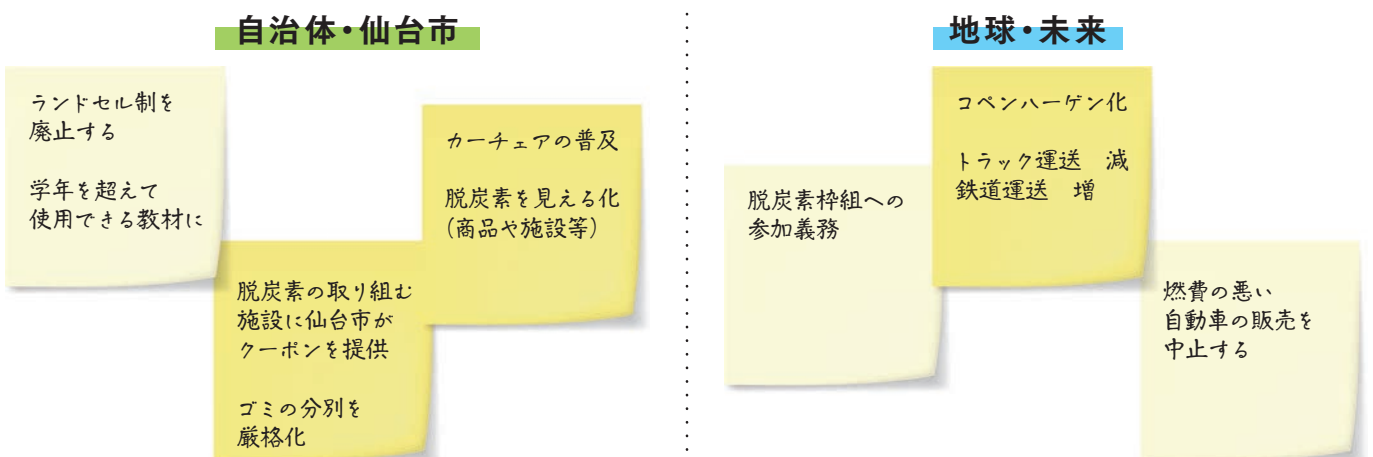 自治体・仙台市
ランドセル制を
廃止する
学年を超えて
使用できる教材に
脱炭素の取り組む
施設に仙台市が
クーポンを提供
ゴミの分別を
厳格化
カーチェアの普及
脱炭素を見える化
(商品や施設等)
地球・未来
脱炭素枠組への
参加義務
コペンハーゲン化
トラック運送 減
鉄道運送 増
燃費の悪い
自動車の販売を
中止する